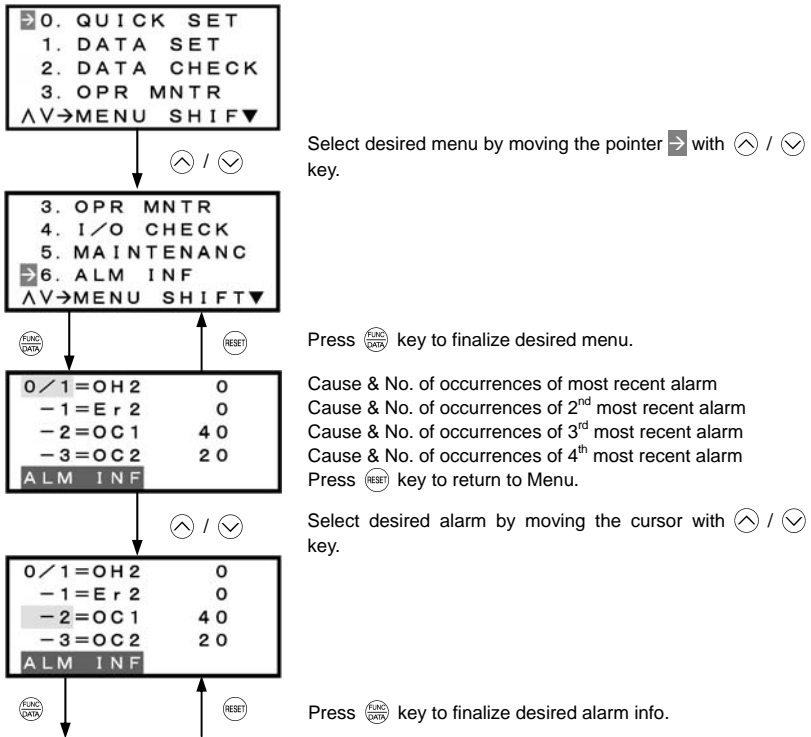 →0. QUICK SET
1. DATA SET
2. DATA CHECK
3. OPR MNTR
∧∨→MENU SHIF▼
∧ / ∨
Select desired menu by moving the pointer → with ∧ / ∨
key.
3. OPR MNTR
4. I/O CHECK
5. MAINTENANC
→6. ALM INF
∧∨→MENU SHIFT▼
FUNC
DATA
RESET
Press FUNC DATA key to finalize desired menu.
0/1=OH2 0
-1=Er2 0
-2=OC1 40
-3=OC2 20
ALM INF
Cause & No. of occurrences of most recent alarm
Cause & No. of occurrences of 2nd most recent alarm
Cause & No. of occurrences of 3rd most recent alarm
Cause & No. of occurrences of 4th most recent alarm
Press RESET key to return to Menu.
∧ / ∨
Select desired alarm by moving the cursor with ∧ / ∨
key.
0/1=OH2 0
-1=Er2 0
-2=OC1 40
-3=OC2 20
ALM INF
FUNC
DATA
RESET
Press FUNC DATA key to finalize desired alarm info.